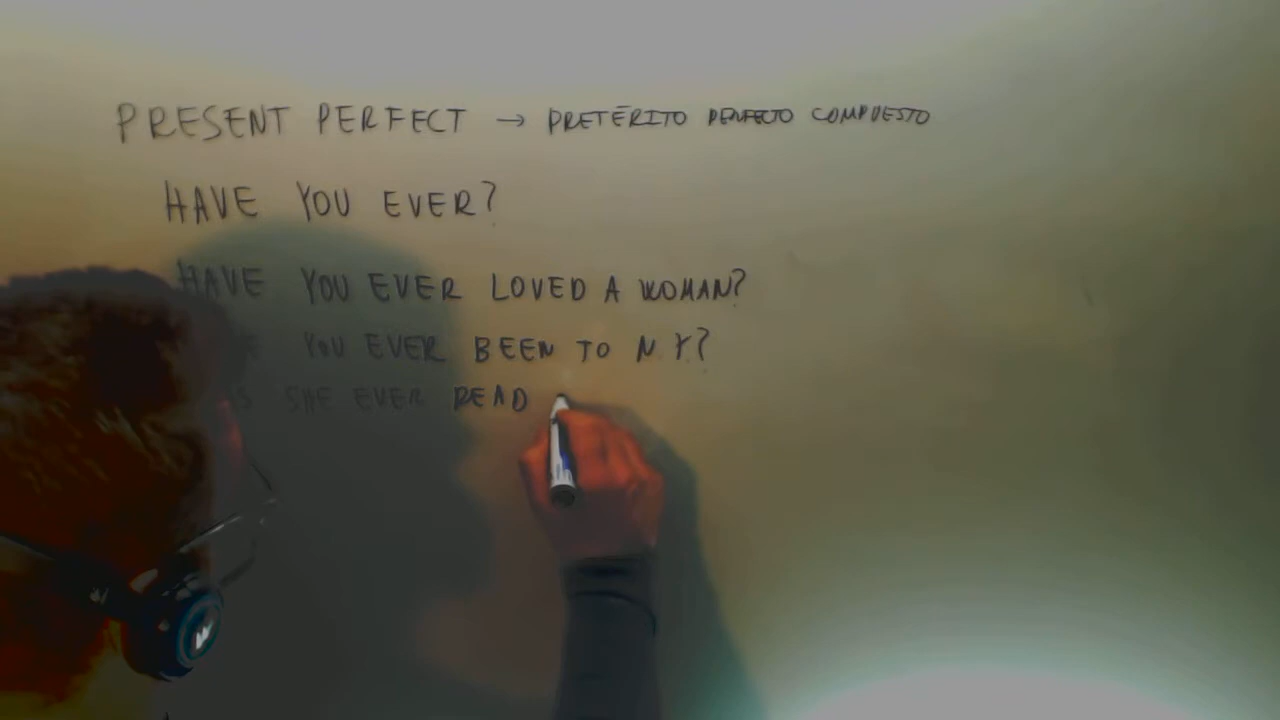 PRESENT PERFECT → PRETÉRITO PERFECTO COMPUESTO
HAVE YOU EVER?
HAVE YOU EVER LOVED A WOMAN?
YOU EVER BEEN TO N Y?
SHE EVER READ